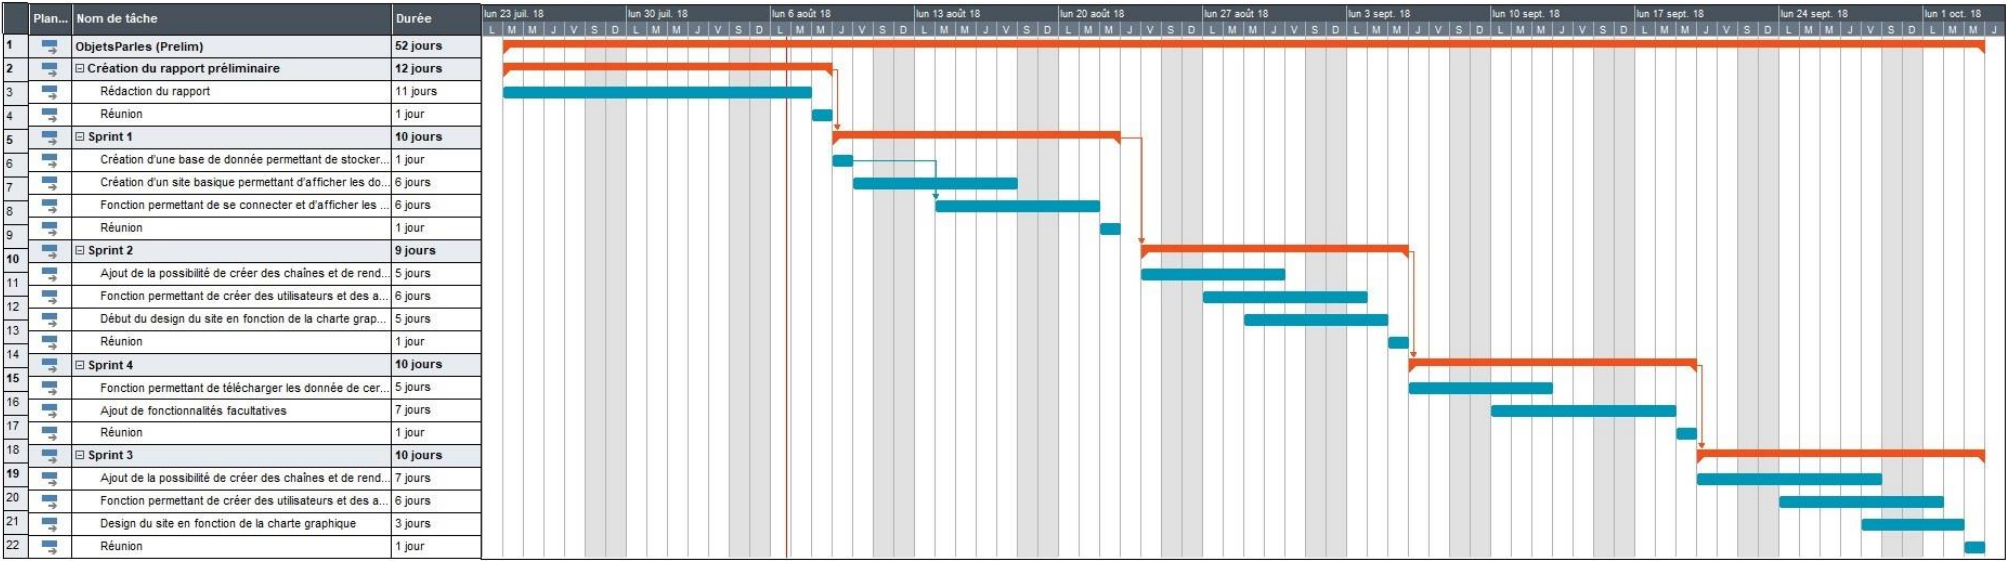 Plan... Nom de tâche Durée lun 23 juil. 18 lun 30 juil. 18 lun 6 août 18 lun 13 août 18 lun 20 août 18 lun 27 août 18 lun 3 sept. 18 lun 10 sept. 18 lun 17 sept. 18 lun 24 sept. 18 lun 1 oct. 18
L M M J V S D L M M J V S D L M M J V S D L M M J V S D L M M J V S D L M M J V S D L M M J V S D L M M J V S D L M M J V S D L M M J V S D L M M J
1 ObjetsParles (Prelim) 52 jours
2 Création du rapport préliminaire 12 jours
3 Rédaction du rapport 11 jours
4 Réunion 1 jour
5 Sprint 1 10 jours
6 Création d'une base de donnée permettant de stocker... 1 jour
7 Création d'un site basique permettant d'afficher les do... 6 jours
8 Fonction permettant de se connecter et d'afficher les ... 6 jours
9 Réunion 1 jour
10 Sprint 2 9 jours
11 Ajout de la possibilité de créer des chaînes et de rend... 5 jours
12 Fonction permettant de créer des utilisateurs et des a... 6 jours
13 Début du design du site en fonction de la charte grap... 5 jours
14 Réunion 1 jour
15 Sprint 4 10 jours
16 Fonction permettant de télécharger les donnée de cer... 5 jours
17 Ajout de fonctionnalités facultatives 7 jours
18 Réunion 1 jour
19 Sprint 3 10 jours
20 Ajout de la possibilité de créer des chaînes et de rend... 7 jours
21 Fonction permettant de créer des utilisateurs et des a... 6 jours
22 Design du site en fonction de la charte graphique 3 jours
Réunion 1 jour